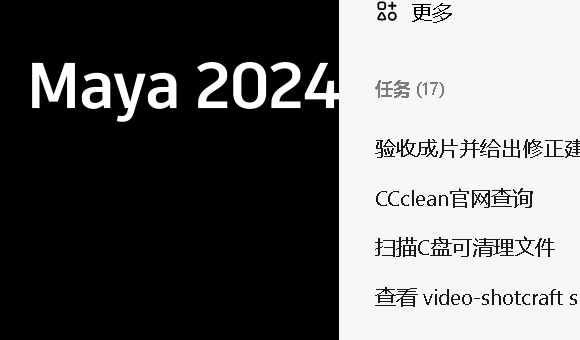 Maya 2024
更多
任务 (17)
验收成片并给出修正建
CCclean官网查询
扫描C盘可清理文件
查看 video-shotcraft s